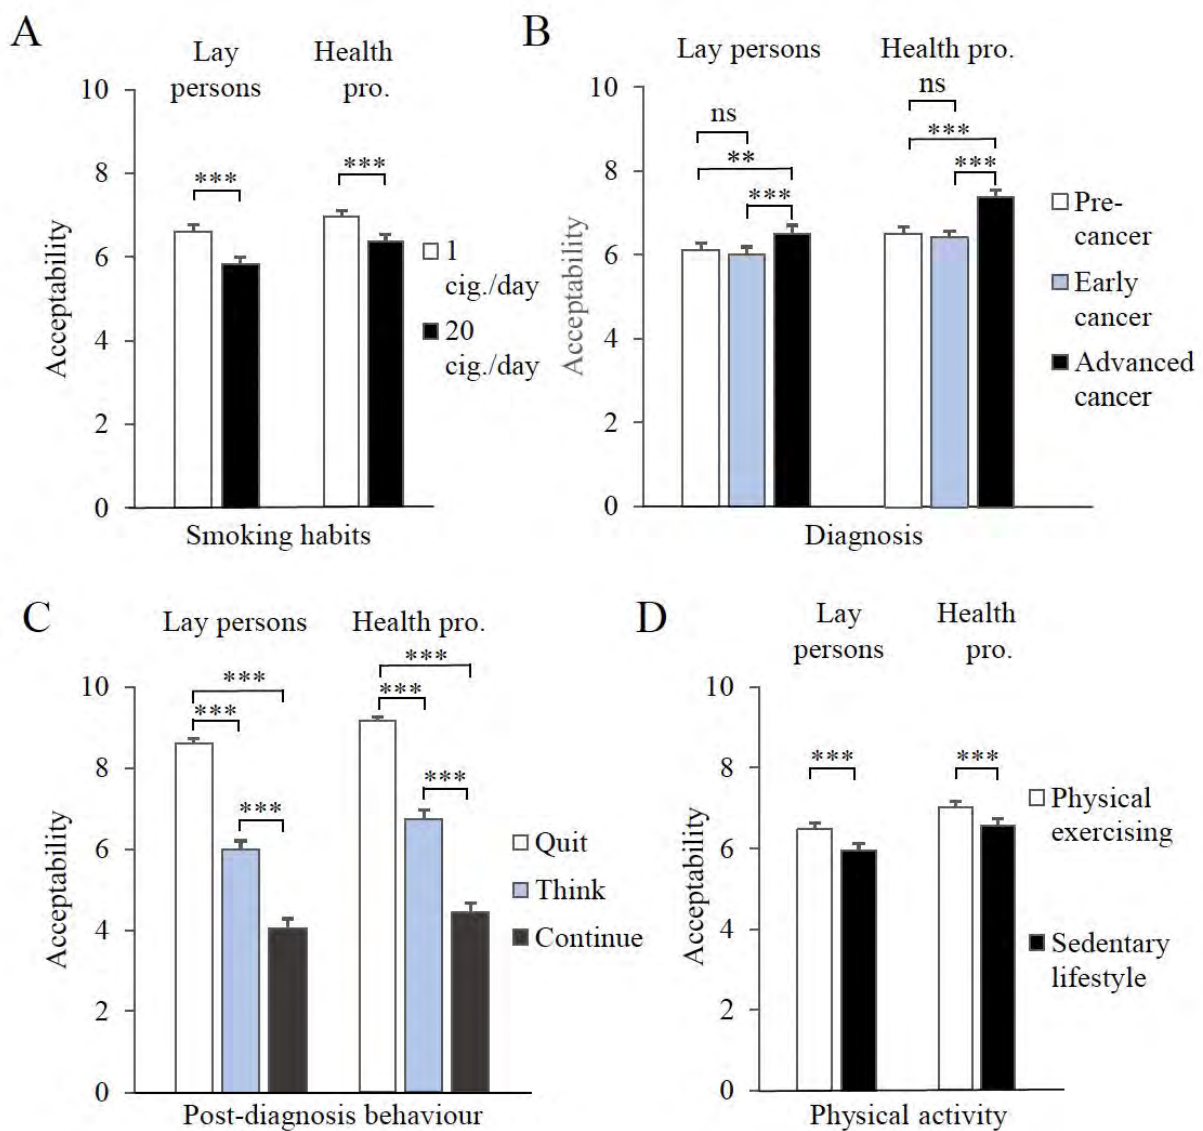 A
Lay
persons
Health
pro.
10
8
6
4
2
0
Acceptability
***
***
1
cig./day
20
cig./day
Smoking habits
B
Lay persons
Health pro.
10
8
6
4
2
0
Acceptability
ns
**
***
ns
***
***
Pre-
cancer
Early
cancer
Advanced
cancer
Diagnosis
C
Lay persons
Health pro.
10
8
6
4
2
0
Acceptability
***
***
***
***
***
***
Quit
Think
Continue
Post-diagnosis behaviour
D
Lay
persons
Health
pro.
10
8
6
4
2
0
Acceptability
***
***
Physical
exercising
Sedentary
lifestyle
Physical activity